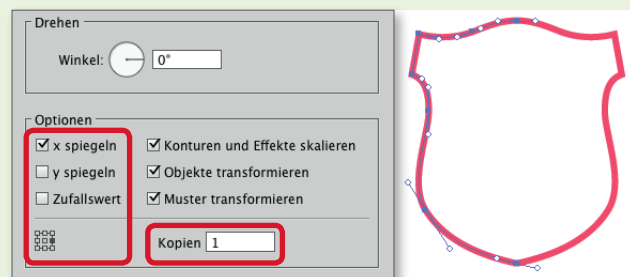 Drehen
Winkel: 0°
Optionen
x spiegeln Konturen und Effekte skalieren
y spiegeln Objekte transformieren
Zufallswert Muster transformieren
Kopien 1